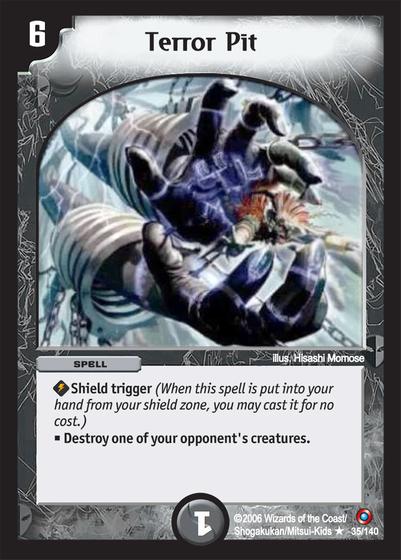 6
Terror Pit
Illus. Hisashi Momose
SPELL
Shield trigger (When this spell is put into your
hand from your shield zone, you may cast it for no
cost.)
▪ Destroy one of your opponent's creatures.
1
©2006 Wizards of the Coast/
Shogakukan/Mitsui-Kids ★ 35/140